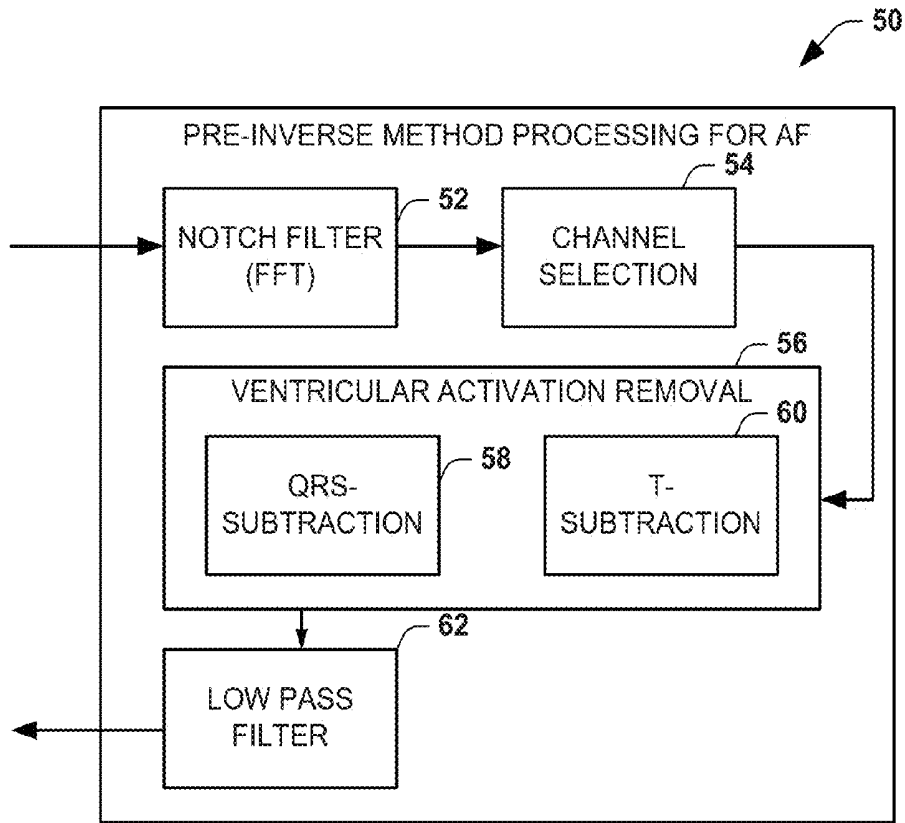 50
PRE-INVERSE METHOD PROCESSING FOR AF
52
54
NOTCH FILTER
(FFT)
CHANNEL
SELECTION
56
VENTRICULAR ACTIVATION REMOVAL
58
60
QRS-
SUBTRACTION
T-
SUBTRACTION
62
LOW PASS
FILTER